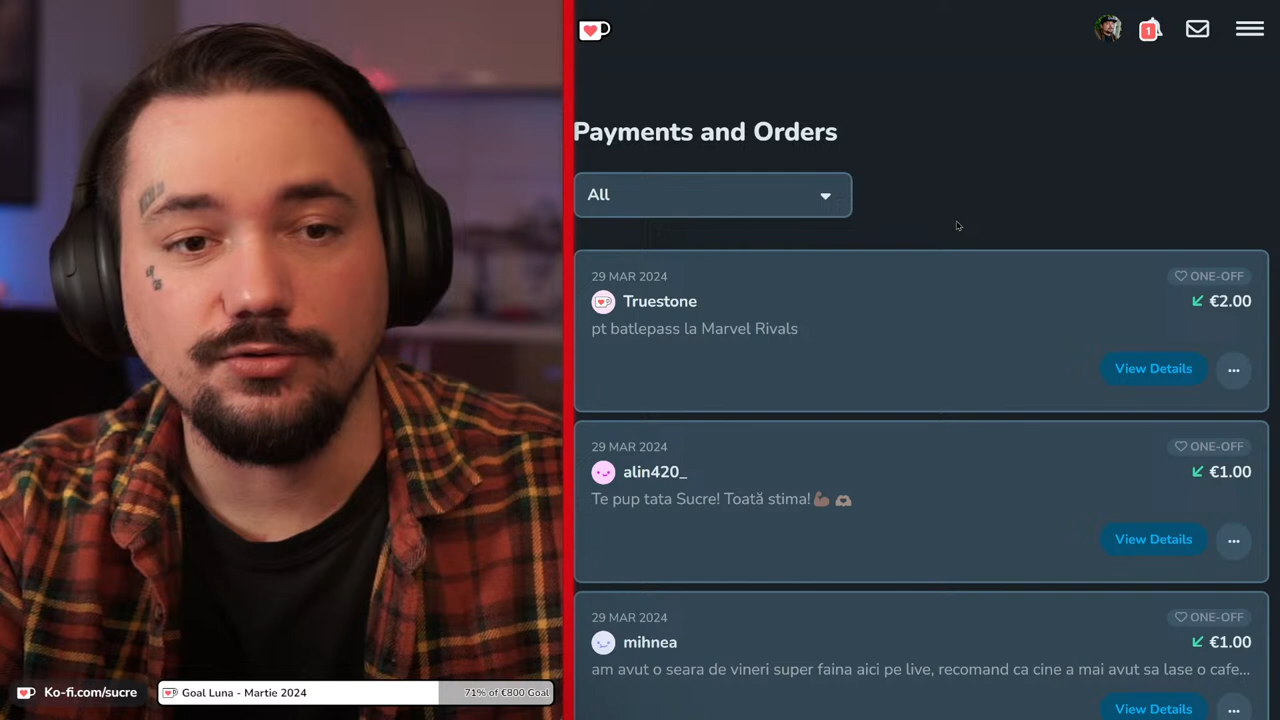 1
Payments and Orders
All
29 MAR 2024
ONE-OFF
Truestone
€2.00
pt batlepass la Marvel Rivals
View Details
29 MAR 2024
ONE-OFF
alin420_
€1.00
Te pup tata Sucre! Toată stima!💪🏾🫶🏾
View Details
29 MAR 2024
ONE-OFF
mihnea
€1.00
am avut o seara de vineri super faina aici pe live, recomand ca cine a mai avut sa lase o cafe...
View Details
Ko-fi.com/sucre
Goal Luna - Martie 2024
71% of €800 Goal